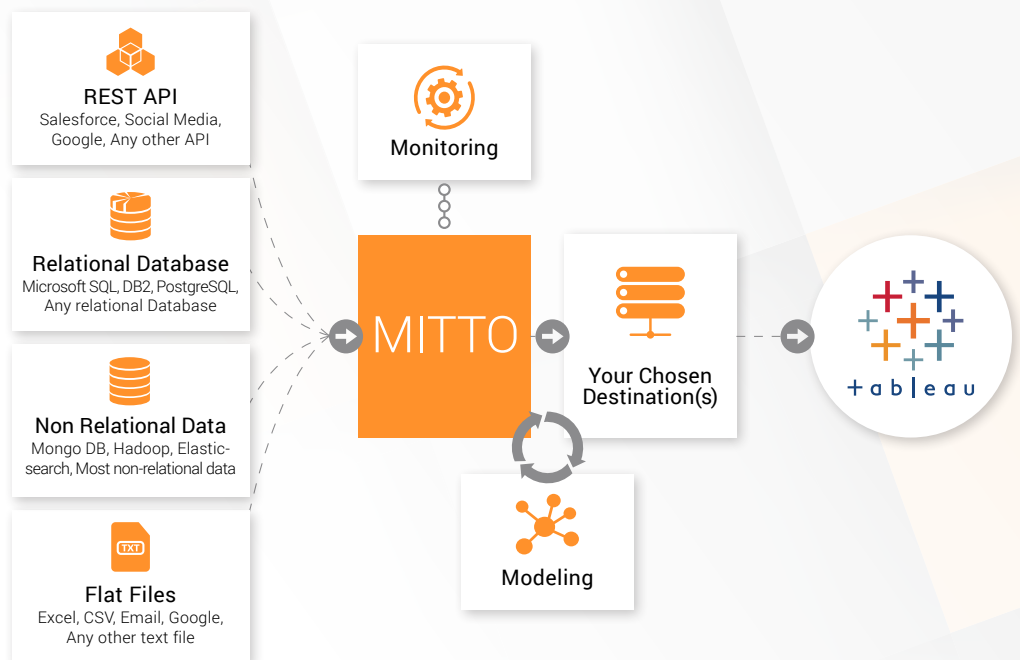 REST API
Salesforce, Social Media,
Google, Any other API
Relational Database
Microsoft SQL, DB2, PostgreSQL,
Any relational Database
Non Relational Data
Mongo DB, Hadoop, Elastic-
search, Most non-relational data
TXT
Flat Files
Excel, CSV, Email, Google,
Any other text file
Monitoring
MITTO
Your Chosen
Destination(s)
Modeling
tableau